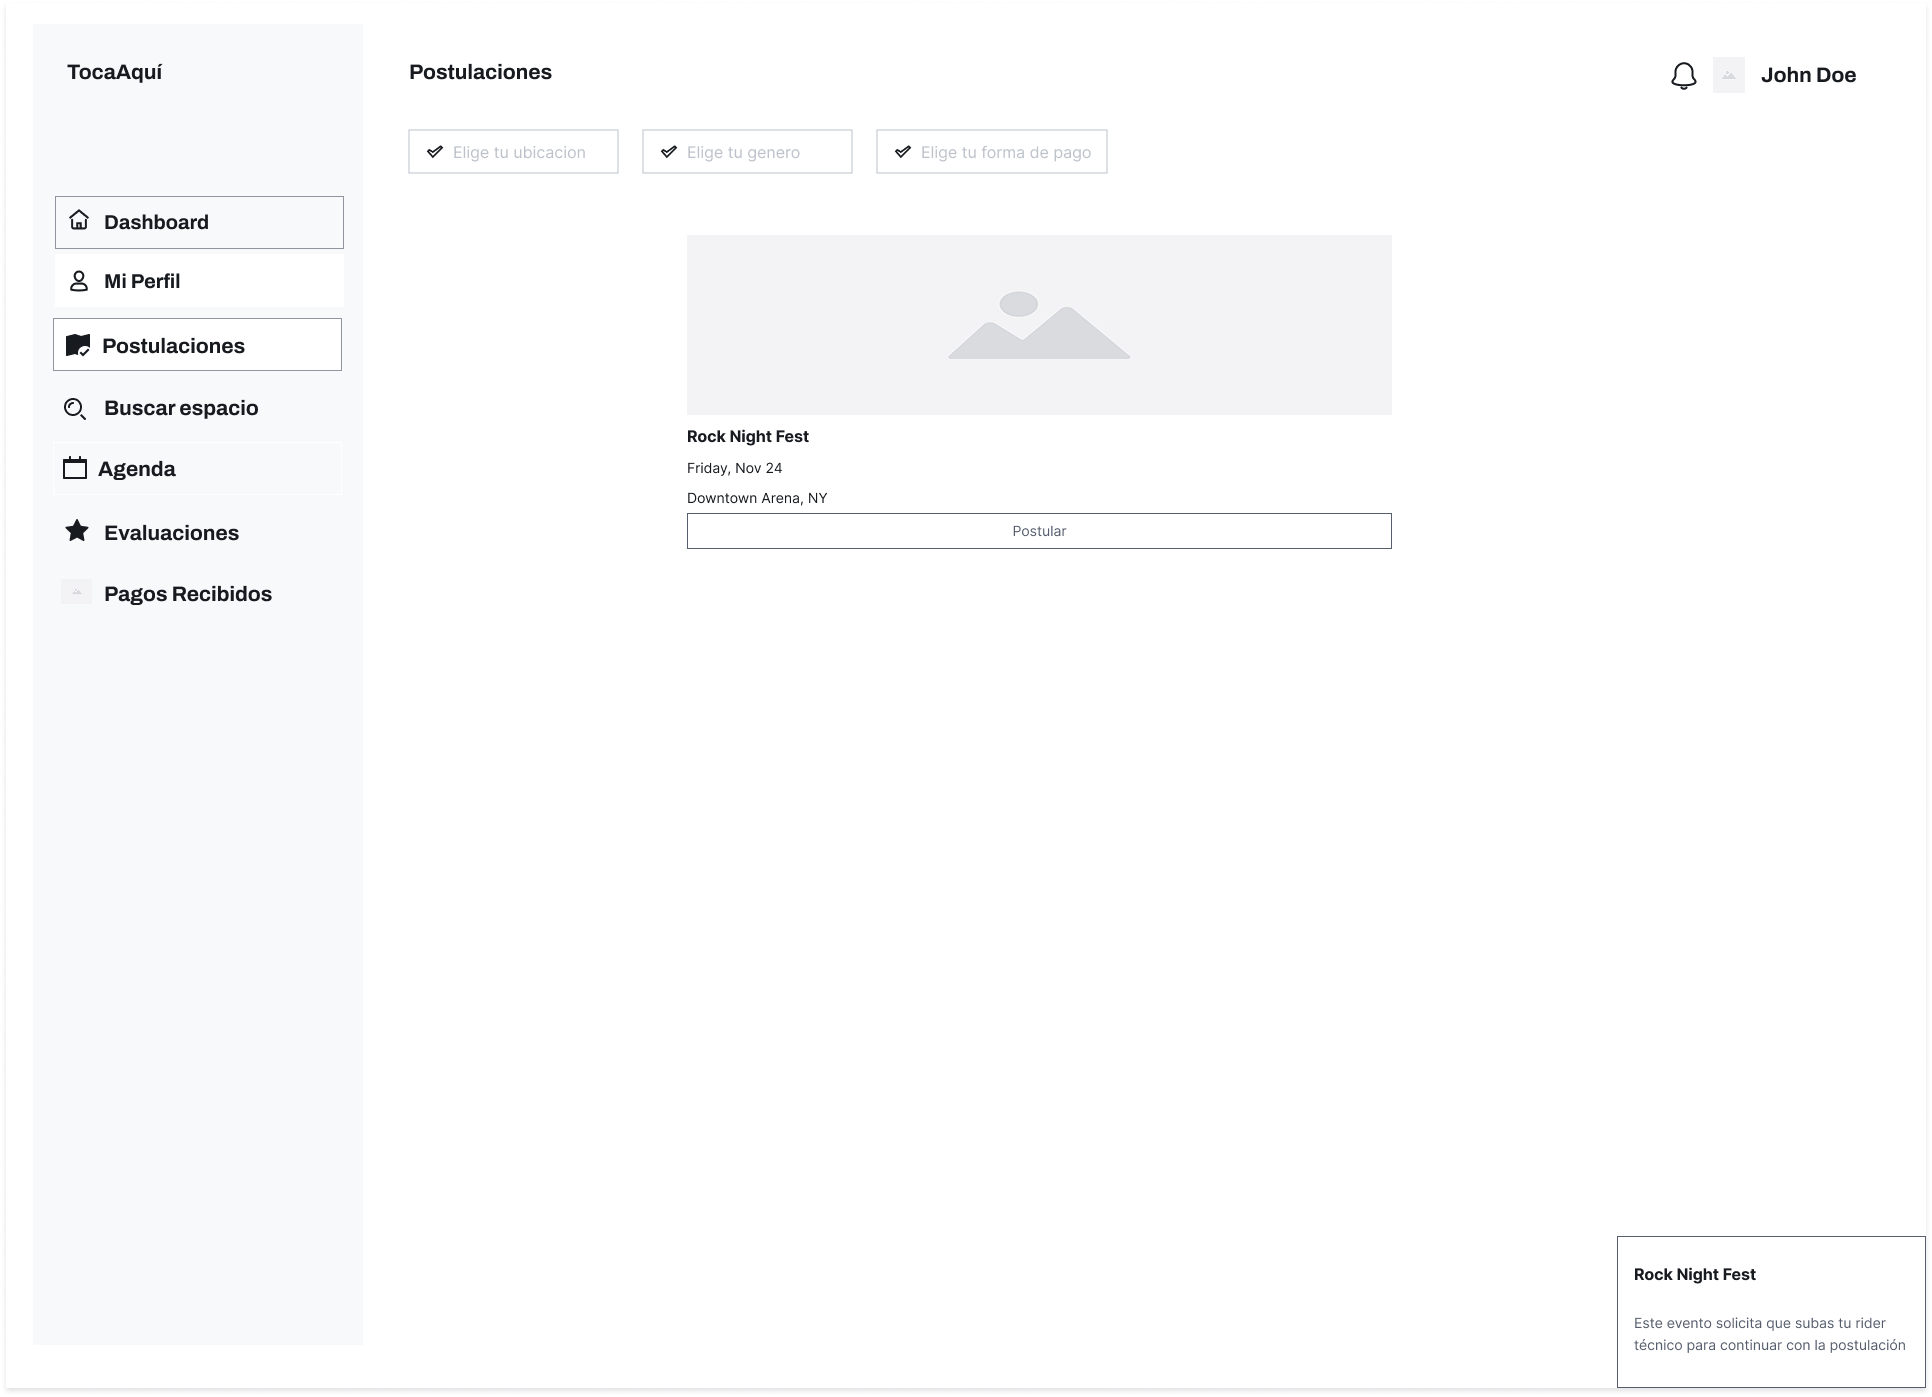 TocaAquí
Dashboard
Mi Perfil
Postulaciones
Buscar espacio
Agenda
Evaluaciones
Pagos Recibidos
Postulaciones
John Doe
Elige tu ubicacion
Elige tu genero
Elige tu forma de pago
Rock Night Fest
Friday, Nov 24
Downtown Arena, NY
Postular
Rock Night Fest
Este evento solicita que subas tu rider
técnico para continuar con la postulación